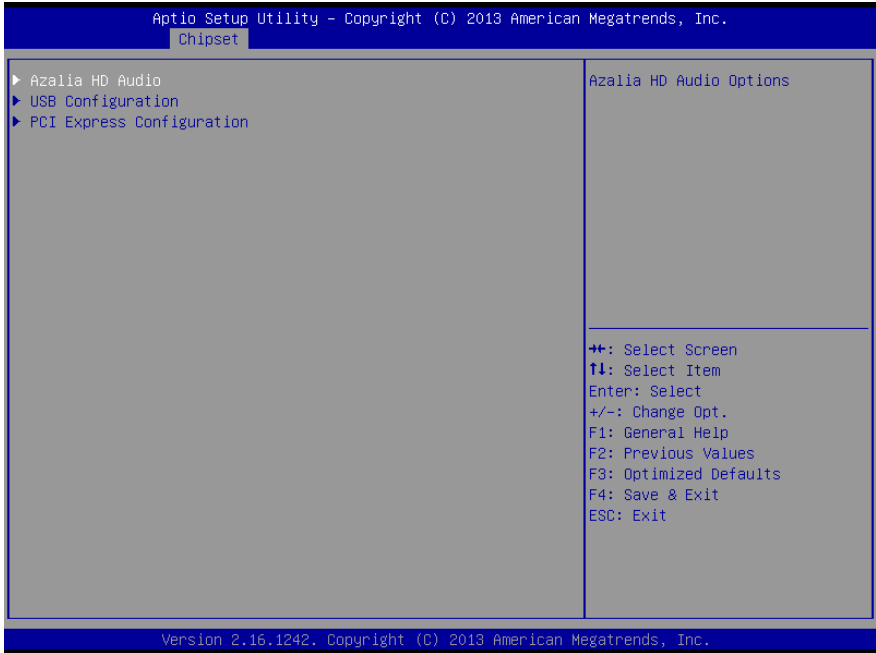 Aptio Setup Utility – Copyright (C) 2013 American Megatrends, Inc.
Chipset
▶ Azalia HD Audio
▶ USB Configuration
▶ PCI Express Configuration
Azalia HD Audio Options
→←: Select Screen
↑↓: Select Item
Enter: Select
+/-: Change Opt.
F1: General Help
F2: Previous Values
F3: Optimized Defaults
F4: Save & Exit
ESC: Exit
Version 2.16.1242. Copyright (C) 2013 American Megatrends, Inc.